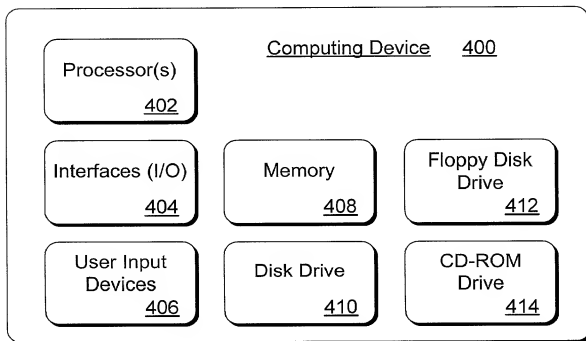 Computing Device 400
Processor(s)
402
Interfaces (I/O)
404
Memory
408
Floppy Disk
Drive
412
User Input
Devices
406
Disk Drive
410
CD-ROM
Drive
414